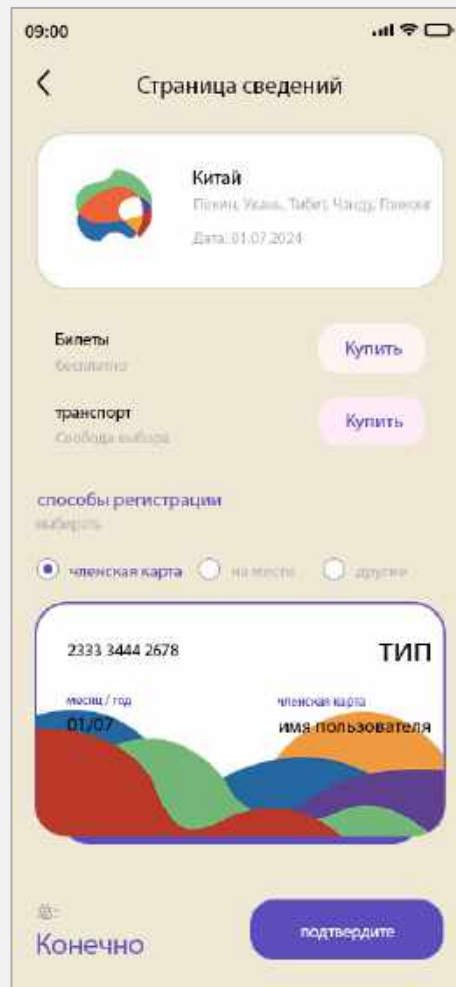 09:00
Страница сведений
Китай
Пекин, Ухань, Тибет, Чэнду, Гонконг
Дата: 01.07.2024
Билеты
бесплатно
Купить
транспорт
Свобода выбора
Купить
способы регистрации
выбирать
членская карта на месте другие
2333 3444 2678
ТИП
месяц / год
членская карта
01/07
имя пользователя
总:
Конечно
подтвердите